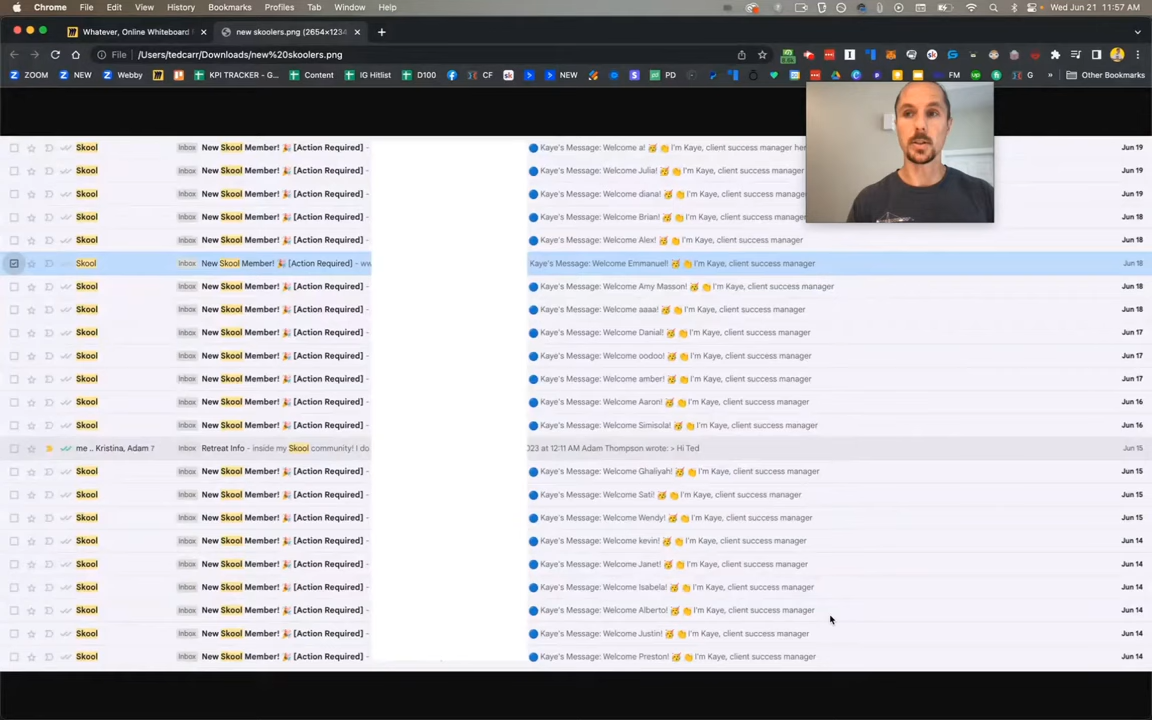 Chrome File Edit View History Bookmarks Profiles Tab Window Help Wed Jun 21 11:57 AM
Whatever, Online Whiteboard new skoolers.png (2654×1234
File /Users/tedcarr/Downloads/new%20skoolers.png
ZOOM NEW Webby KPI TRACKER - G... Content IG Hitlist D100 CF NEW PD FM G » Other Bookmarks
Skool Inbox New Skool Member! 🎉 [Action Required] - 🔵 Kaye's Message: Welcome at 🥳 👏 I'm Kaye, client success manager her Jun 19
Skool Inbox New Skool Member! 🎉 [Action Required] - 🔵 Kaye's Message: Welcome Julia! 🥳 👏 I'm Kaye, client success manager Jun 19
Skool Inbox New Skool Member! 🎉 [Action Required] - 🔵 Kaye's Message: Welcome diana! 🥳 👏 I'm Kaye, client success manager Jun 19
Skool Inbox New Skool Member! 🎉 [Action Required] - 🔵 Kaye's Message: Welcome Brian! 🥳 👏 I'm Kaye, client success manager Jun 18
Skool Inbox New Skool Member! 🎉 [Action Required] - 🔵 Kaye's Message: Welcome Alex! 🥳 👏 I'm Kaye, client success manager Jun 18
Skool Inbox New Skool Member! 🎉 [Action Required] - ww Kaye's Message: Welcome Emmanuel! 🥳 👏 I'm Kaye, client success manager Jun 18
Skool Inbox New Skool Member! 🎉 [Action Required] - 🔵 Kaye's Message: Welcome Amy Masson! 🥳 👏 I'm Kaye, client success manager Jun 18
Skool Inbox New Skool Member! 🎉 [Action Required] - 🔵 Kaye's Message: Welcome aaaa! 🥳 👏 I'm Kaye, client success manager Jun 18
Skool Inbox New Skool Member! 🎉 [Action Required] - 🔵 Kaye's Message: Welcome Danial! 🥳 👏 I'm Kaye, client success manager Jun 17
Skool Inbox New Skool Member! 🎉 [Action Required] - 🔵 Kaye's Message: Welcome oodoo! 🥳 👏 I'm Kaye, client success manager Jun 17
Skool Inbox New Skool Member! 🎉 [Action Required] - 🔵 Kaye's Message: Welcome amber! 🥳 👏 I'm Kaye, client success manager Jun 17
Skool Inbox New Skool Member! 🎉 [Action Required] - 🔵 Kaye's Message: Welcome Aaron! 🥳 👏 I'm Kaye, client success manager Jun 16
Skool Inbox New Skool Member! 🎉 [Action Required] - 🔵 Kaye's Message: Welcome Simisola! 🥳 👏 I'm Kaye, client success manager Jun 16
me .. Kristina, Adam 7 Inbox Retreat Info - inside my Skool community! I do 023 at 12:11 AM Adam Thompson wrote: > Hi Ted Jun 15
Skool Inbox New Skool Member! 🎉 [Action Required] - 🔵 Kaye's Message: Welcome Ghaliyah! 🥳 👏 I'm Kaye, client success manager Jun 15
Skool Inbox New Skool Member! 🎉 [Action Required] - 🔵 Kaye's Message: Welcome Sati! 🥳 👏 I'm Kaye, client success manager Jun 15
Skool Inbox New Skool Member! 🎉 [Action Required] - 🔵 Kaye's Message: Welcome Wendy! 🥳 👏 I'm Kaye, client success manager Jun 15
Skool Inbox New Skool Member! 🎉 [Action Required] - 🔵 Kaye's Message: Welcome kevin! 🥳 👏 I'm Kaye, client success manager Jun 14
Skool Inbox New Skool Member! 🎉 [Action Required] - 🔵 Kaye's Message: Welcome Janet! 🥳 👏 I'm Kaye, client success manager Jun 14
Skool Inbox New Skool Member! 🎉 [Action Required] - 🔵 Kaye's Message: Welcome Isabela! 🥳 👏 I'm Kaye, client success manager Jun 14
Skool Inbox New Skool Member! 🎉 [Action Required] - 🔵 Kaye's Message: Welcome Alberto! 🥳 👏 I'm Kaye, client success manager Jun 14
Skool Inbox New Skool Member! 🎉 [Action Required] - 🔵 Kaye's Message: Welcome Justin! 🥳 👏 I'm Kaye, client success manager Jun 14
Skool Inbox New Skool Member! 🎉 [Action Required] - 🔵 Kaye's Message: Welcome Preston! 🥳 👏 I'm Kaye, client success manager Jun 14